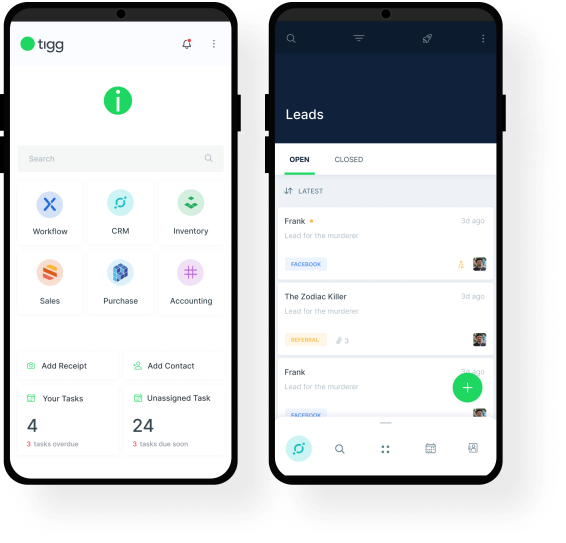 tigg
i
Search
Workflow
CRM
Inventory
Sales
Purchase
Accounting
Add Receipt
Add Contact
Your Tasks
Unassigned Task
4
24
3 tasks overdue
3 tasks due soon
Leads
OPEN
CLOSED
LATEST
Frank
3d ago
Lead for the murderer
FACEBOOK
The Zodiac Killer
3d ago
Lead for the murderer
REFERRAL
3
Frank
3d ago
Lead for the murderer
FACEBOOK